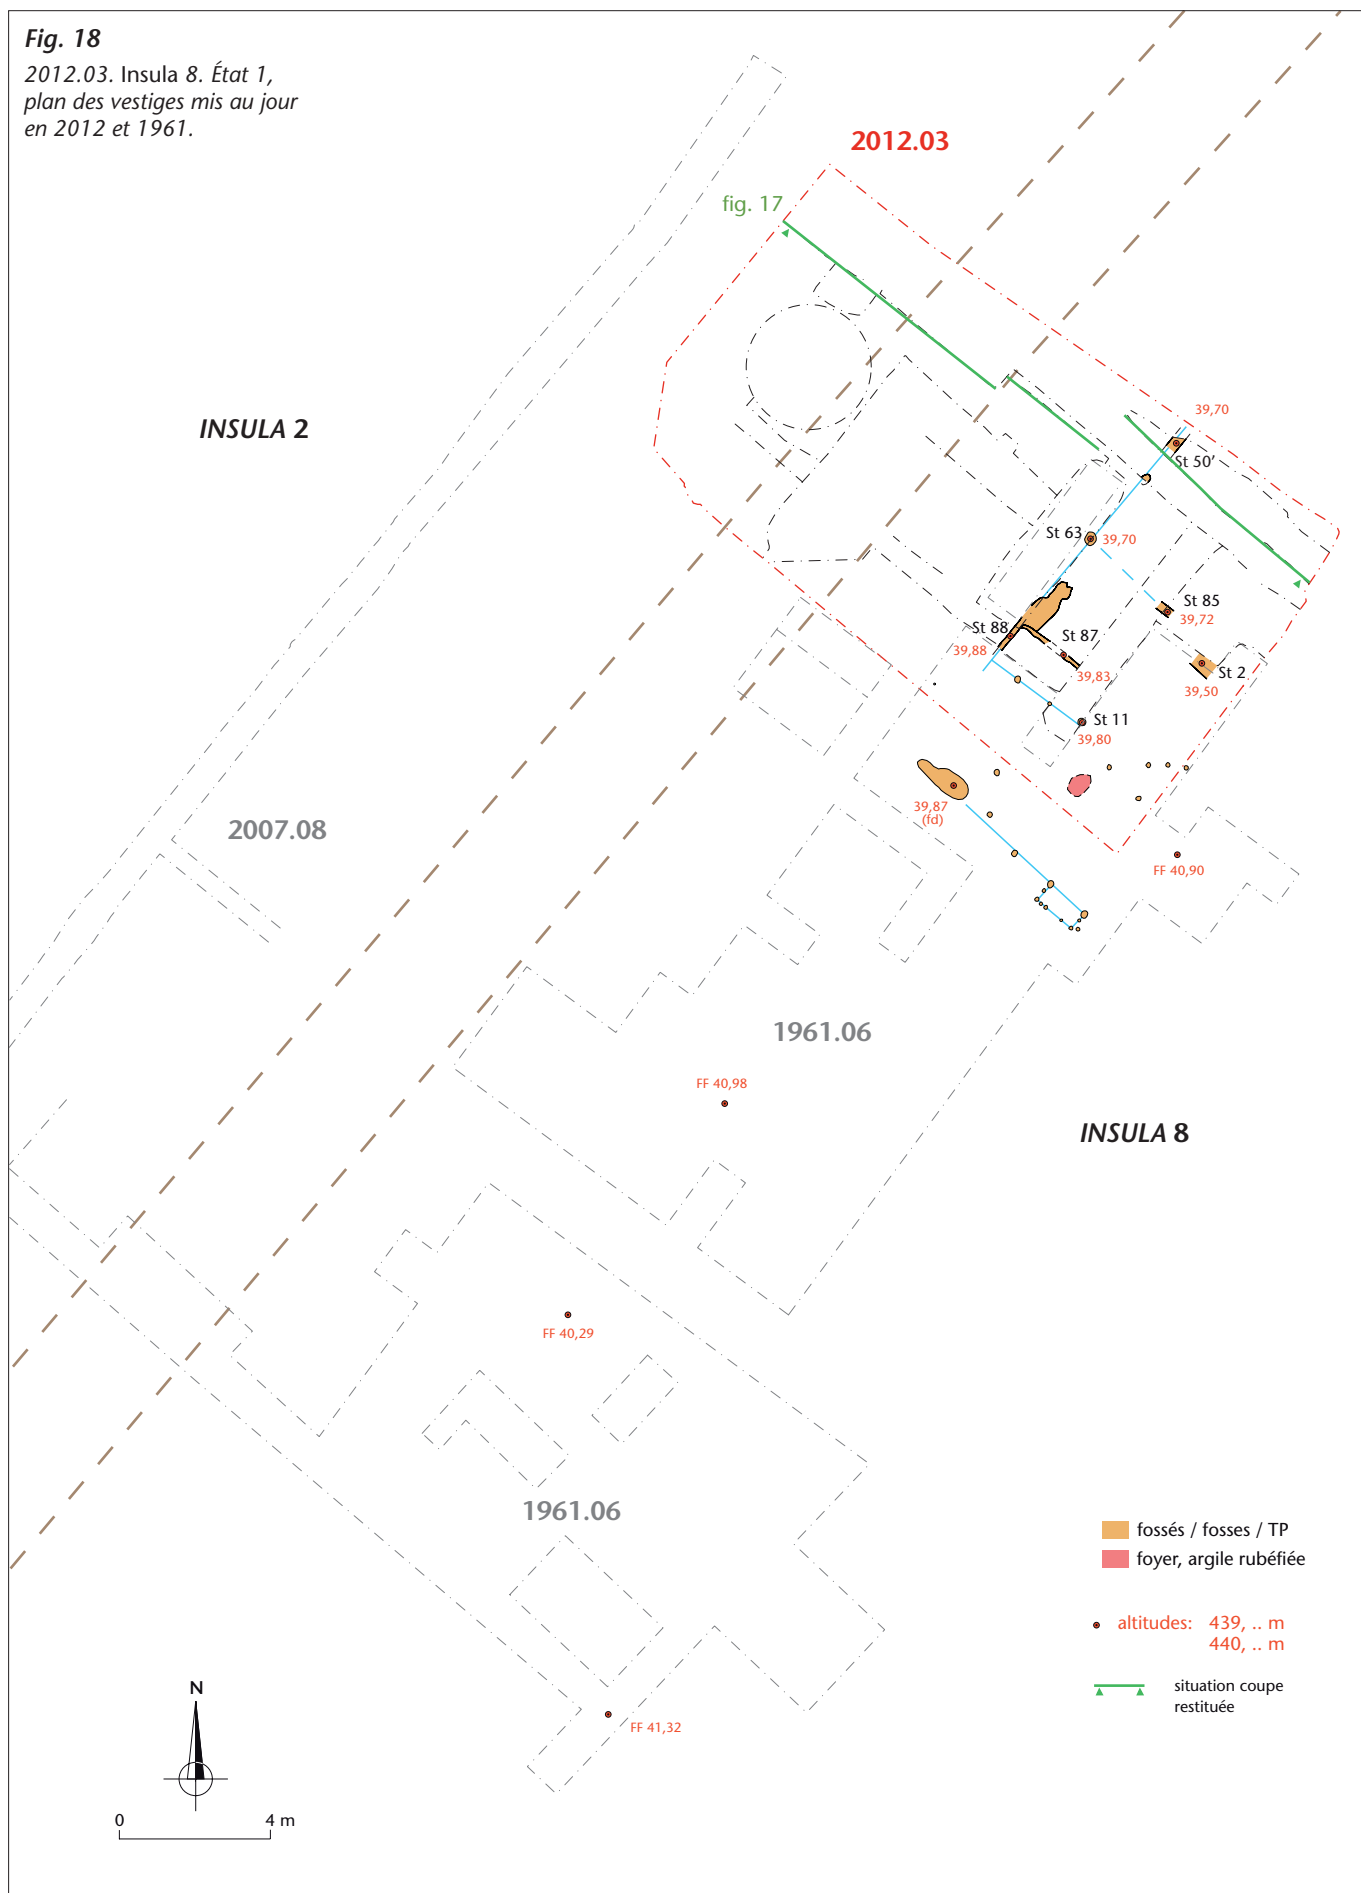 Fig. 18
2012.03. Insula 8. État 1,
plan des vestiges mis au jour
en 2012 et 1961.
2012.03
fig. 17
39,70
INSULA 2
St 50'
St 63
39,70
St 85
39,72
St 88
St 87
39,88
39,83
St 2
39,50
St 11
39,80
39,87
(fd)
2007.08
FF 40,90
1961.06
FF 40,98
INSULA 8
FF 40,29
1961.06
fossés / fosses / TP
foyer, argile rubéfiée
altitudes: 439, .. m
440, .. m
situation coupe
restituée
N
FF 41,32
0 4 m